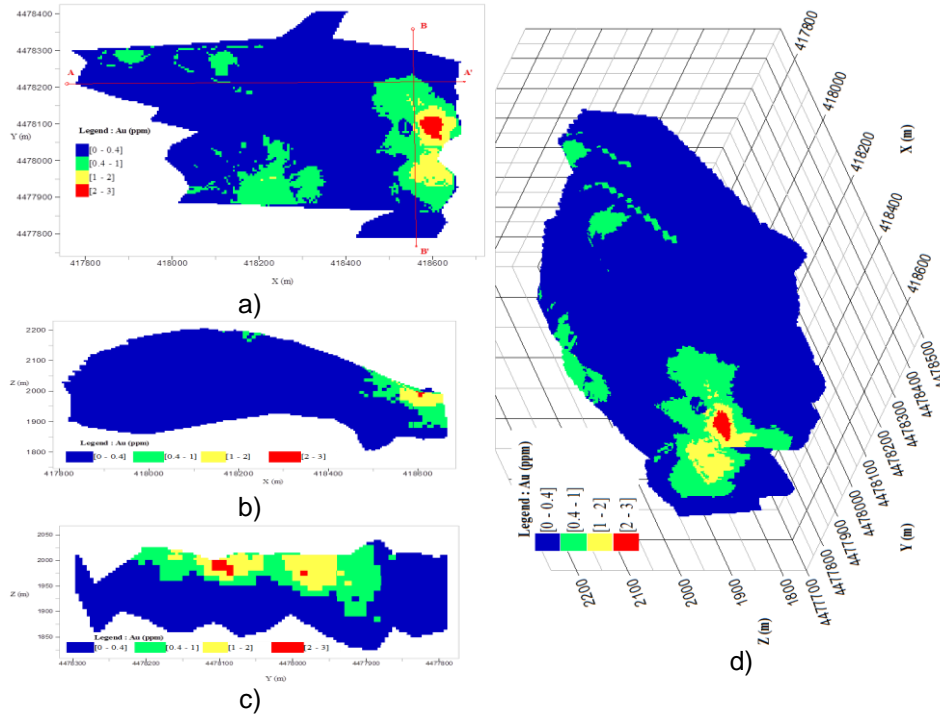 4478400
4478300
4478200
4478100
4478000
4477900
4477800
Y (m)
B
A
A'
B'
Legend : Au (ppm)
[0 - 0.4]
[0.4 - 1]
[1 - 2]
[2 - 3]
417800 418000 418200 418400 418600
X (m)
a)
2200
2100
2000
1900
1800
Z (m)
Legend : Au (ppm)
[0 - 0.4] [0.4 - 1] [1 - 2] [2 - 3]
417800 418000 418200 418400 418600
X (m)
b)
2050
2000
1950
1900
1850
Z (m)
Legend : Au (ppm)
[0 - 0.4] [0.4 - 1] [1 - 2] [2 - 3]
4478300 4478200 4478100 4478000 4477900 4477800
Y (m)
c)
417800
418000
418200
418400
418600
X (m)
4478500
4478400
4478300
4478200
4478100
4478000
4477900
4477800
4477700
Y (m)
2200 2100 2000 1900 1800
Z (m)
Legend : Au (ppm)
[0 - 0.4]
[0.4 - 1]
[1 - 2]
[2 - 3]
d)